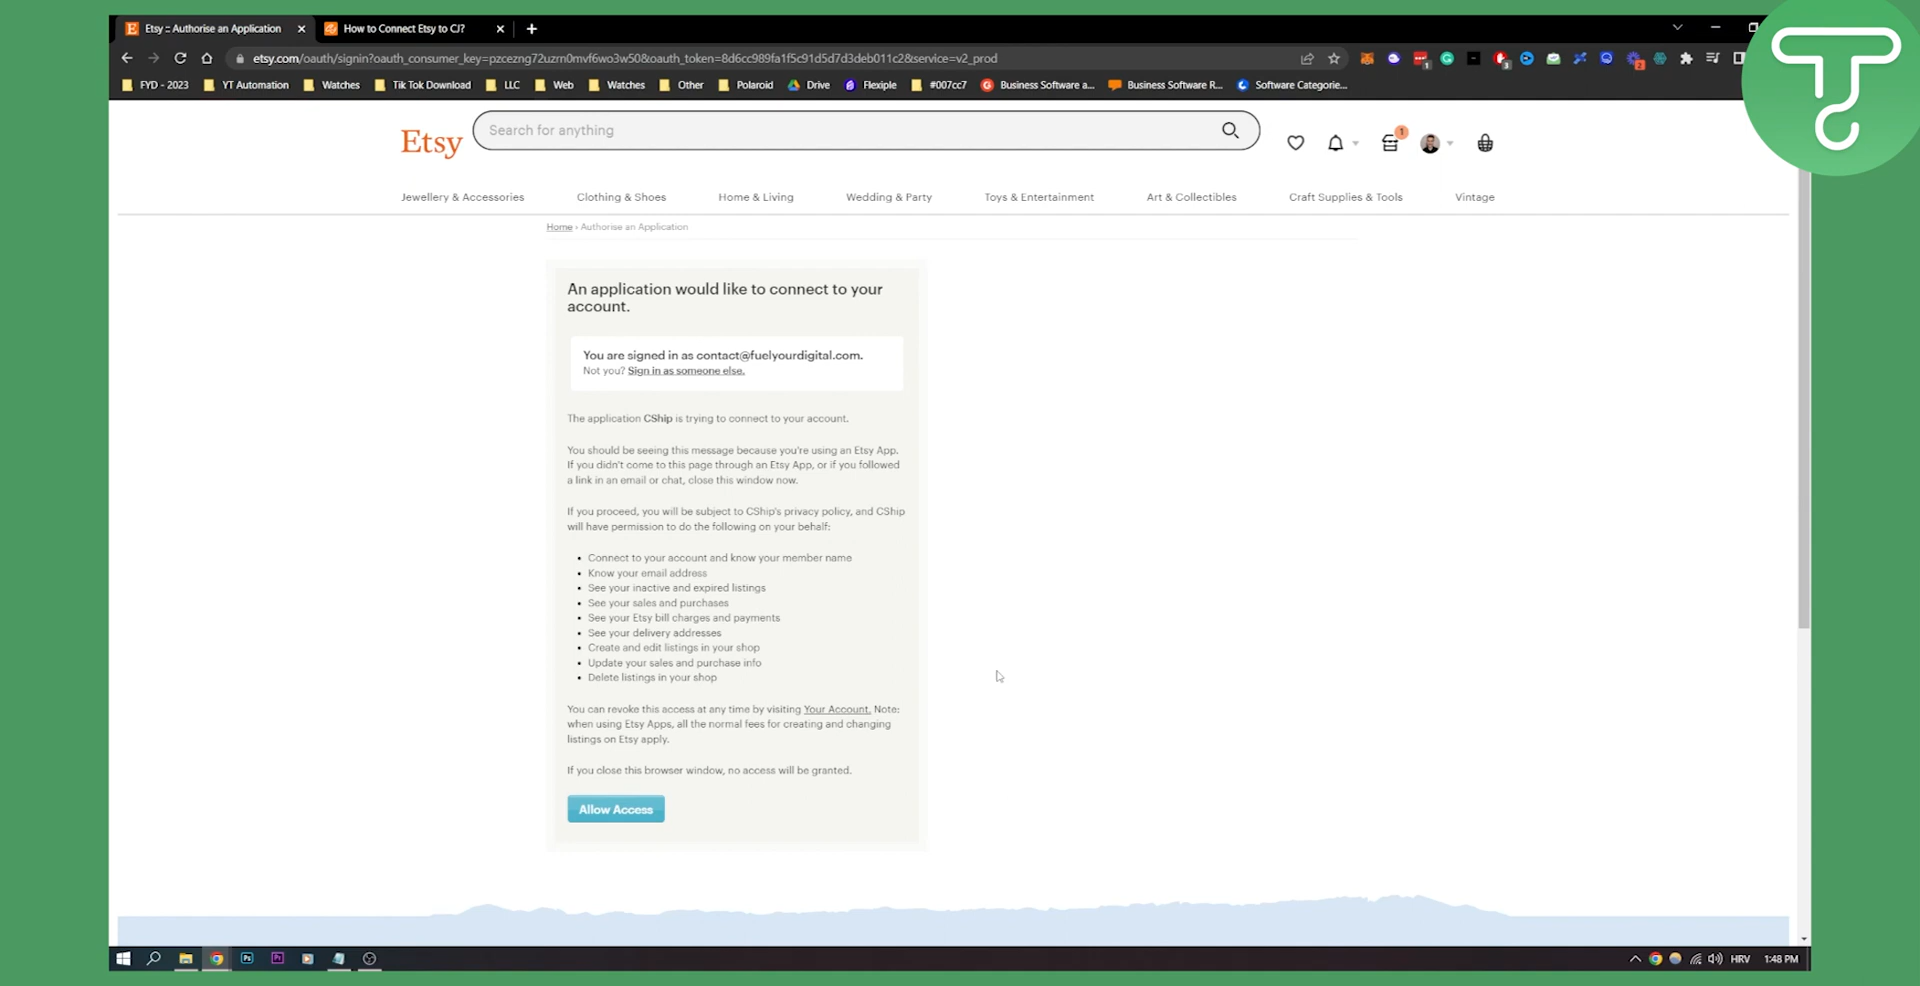 Etsy :: Authorise an Application
How to Connect Etsy to CJ?
etsy.com/oauth/signin?oauth_consumer_key=pzcezng72uzrn0mvf6wo3w50&oauth_token=8d6cc989fa1f5c91d5d7d3deb011c2&service=v2_prod
FYD - 2023 YT Automation Watches Tik Tok Download LLC Web Watches Other Polaroid Drive Flexiple #007cc7 Business Software a... Business Software R... Software Categorie...
Etsy
Search for anything
1
Jewellery & Accessories Clothing & Shoes Home & Living Wedding & Party Toys & Entertainment Art & Collectibles Craft Supplies & Tools Vintage
Home › Authorise an Application
An application would like to connect to your
account.
You are signed in as contact@fuelyourdigital.com.
Not you? Sign in as someone else.
The application CShip is trying to connect to your account.
You should be seeing this message because you're using an Etsy App.
If you didn't come to this page through an Etsy App, or if you followed
a link in an email or chat, close this window now.
If you proceed, you will be subject to CShip's privacy policy, and CShip
will have permission to do the following on your behalf:
• Connect to your account and know your member name
• Know your email address
• See your inactive and expired listings
• See your sales and purchases
• See your Etsy bill charges and payments
• See your delivery addresses
• Create and edit listings in your shop
• Update your sales and purchase info
• Delete listings in your shop
You can revoke this access at any time by visiting Your Account. Note:
when using Etsy Apps, all the normal fees for creating and changing
listings on Etsy apply.
If you close this browser window, no access will be granted.
Allow Access
Ps Pr
HRV 1:48 PM